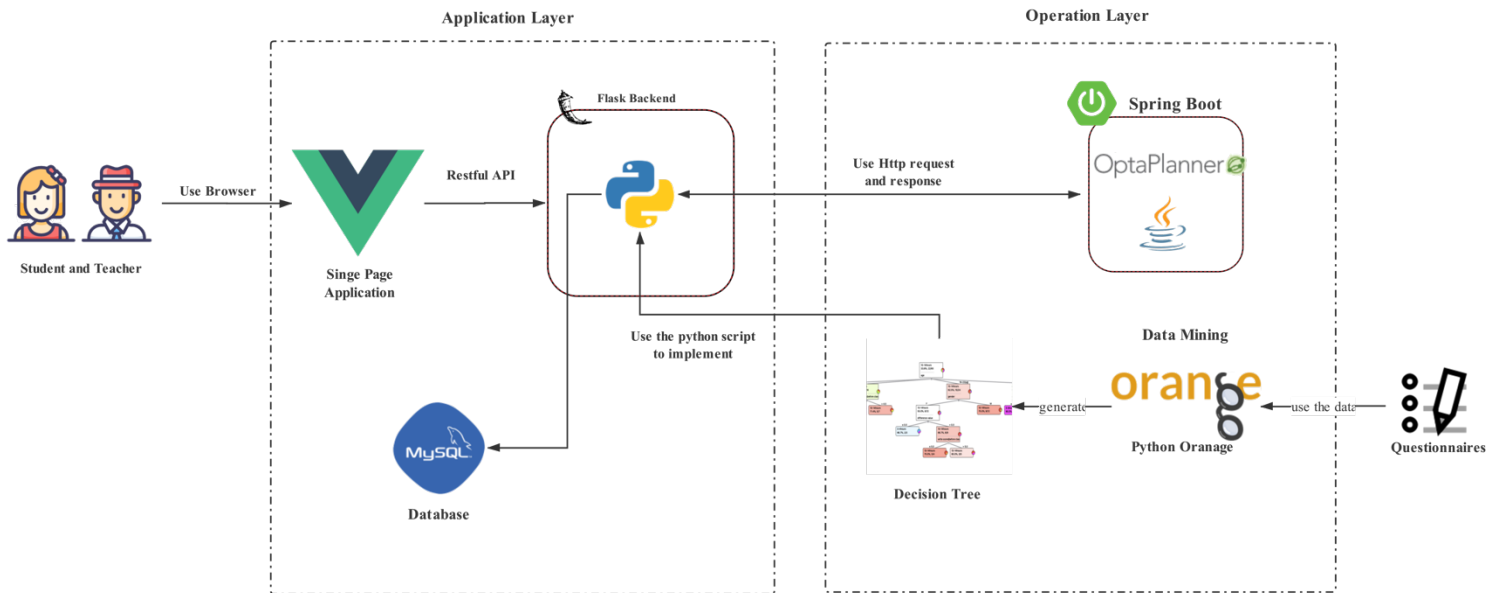 Application Layer
Operation Layer
Flask Backend
Spring Boot
OptaPlanner
Use Browser
Restful API
Use Http request
and response
Student and Teacher
Singe Page
Application
Use the python script
to implement
Data Mining
orange
generate
use the data
Python Oranage
Questionnaires
MySQL
Decision Tree
Database